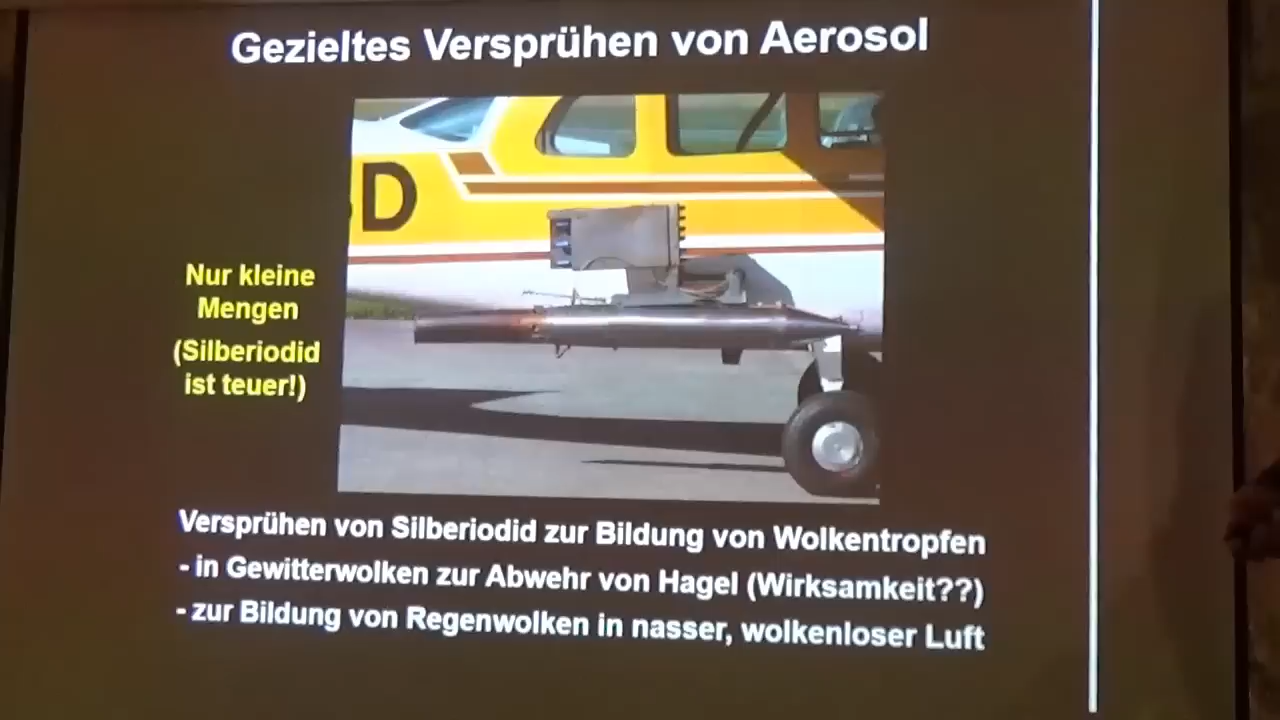 Gezieltes Versprühen von Aerosol
D
Nur kleine
Mengen
(Silberiodid
ist teuer!)
Versprühen von Silberiodid zur Bildung von Wolkentropfen
- in Gewitterwolken zur Abwehr von Hagel (Wirksamkeit??)
- zur Bildung von Regenwolken in nasser, wolkenloser Luft